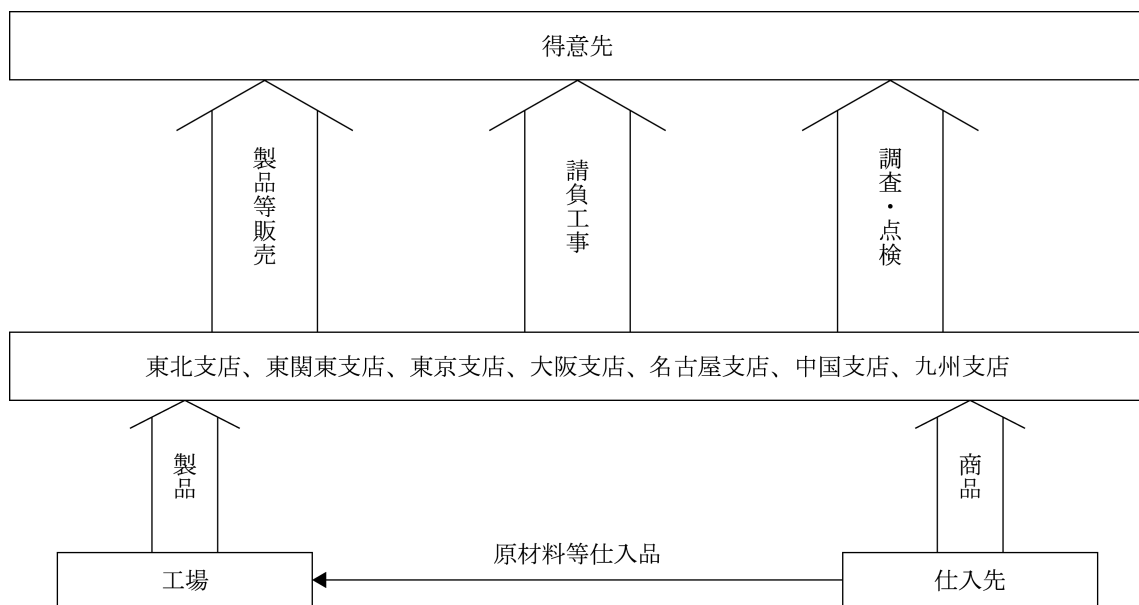 得意先
製品等販売
請負工事
調査・点検
東北支店、東関東支店、東京支店、大阪支店、名古屋支店、中国支店、九州支店
製品
商品
原材料等仕入品
工場
仕入先